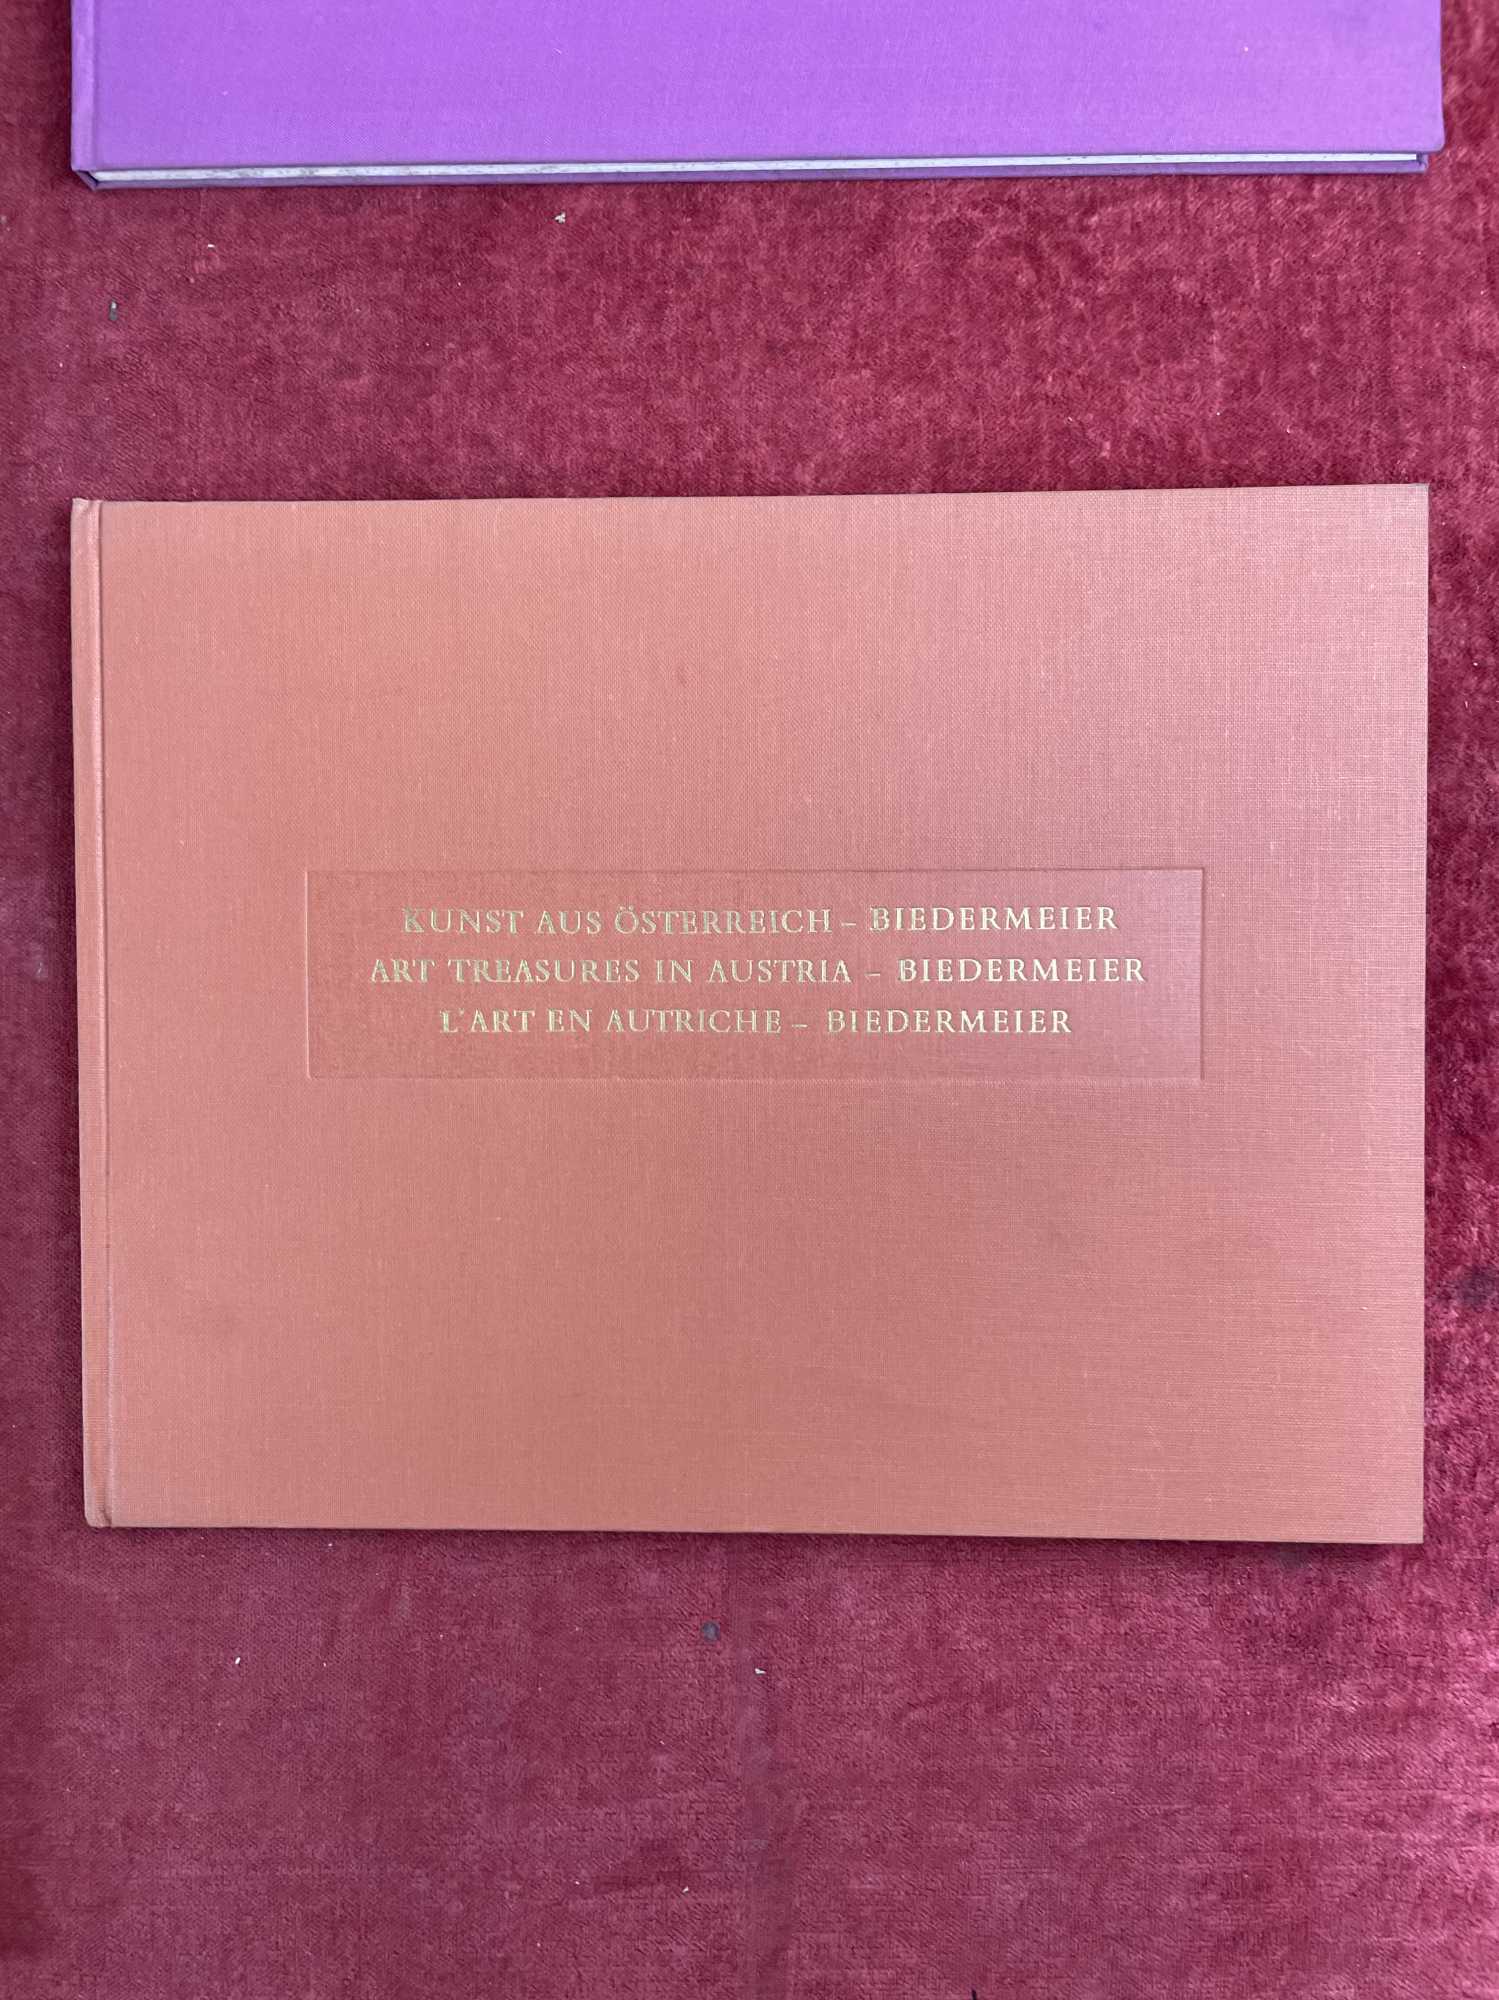 KUNST AUS ÖSTERREICH – BIEDERMEIER
ART TREASURES IN AUSTRIA – BIEDERMEIER
L'ART EN AUTRICHE – BIEDERMEIER